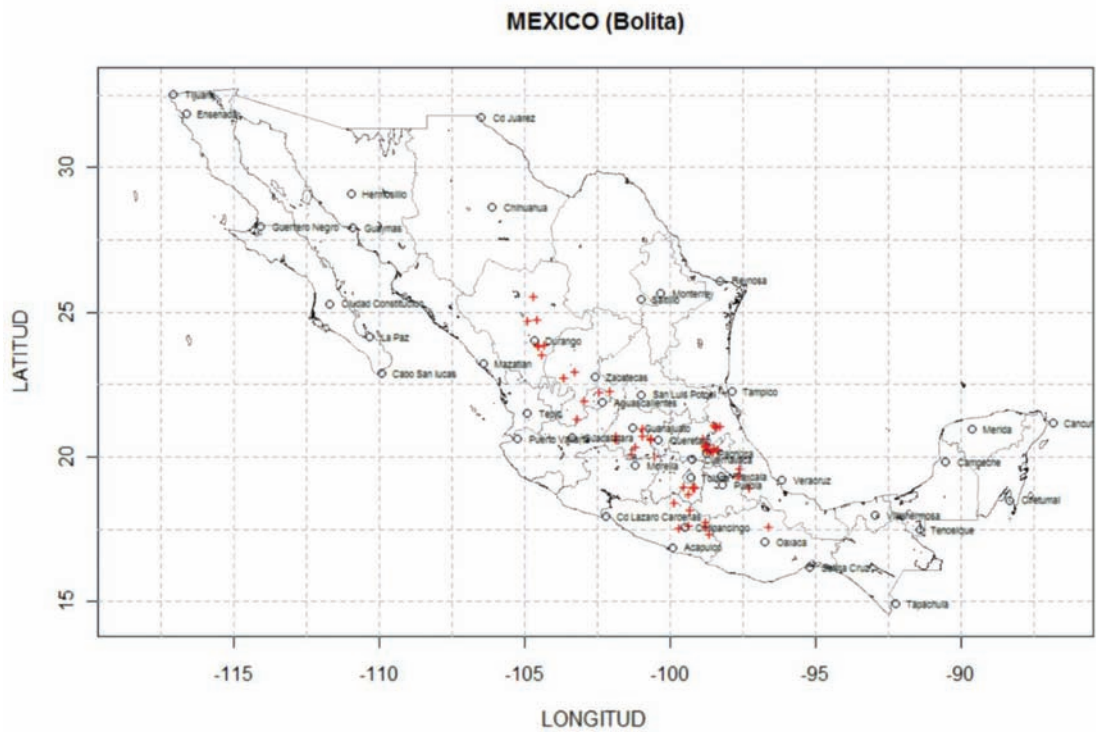 MEXICO (Bolita)
Tijuana
Ensenada
Cd Juarez
Hermosillo
Chihuahua
Guerrero Negro
Guaymas
Reynosa
Monterrey
Saltillo
Ciudad Constitucion
La Paz
Durango
Mazatlan
Cabo San lucas
Zacatecas
San Luis Potosi
Tampico
Aguascalientes
Tepic
Cancun
Merida
Guanajuato
Puerto Vallarta
Guadalajara
Queretaro
Pachuca
Campeche
Morelia
Toluca
Puebla
Veracruz
Chetumal
Cd Lazaro Cardenas
Villahermosa
Chilpancingo
Tenosique
Acapulco
Oaxaca
Salina Cruz
Tapachula
LATITUD
30
25
20
15
-115
-110
-105
-100
-95
-90
LONGITUD